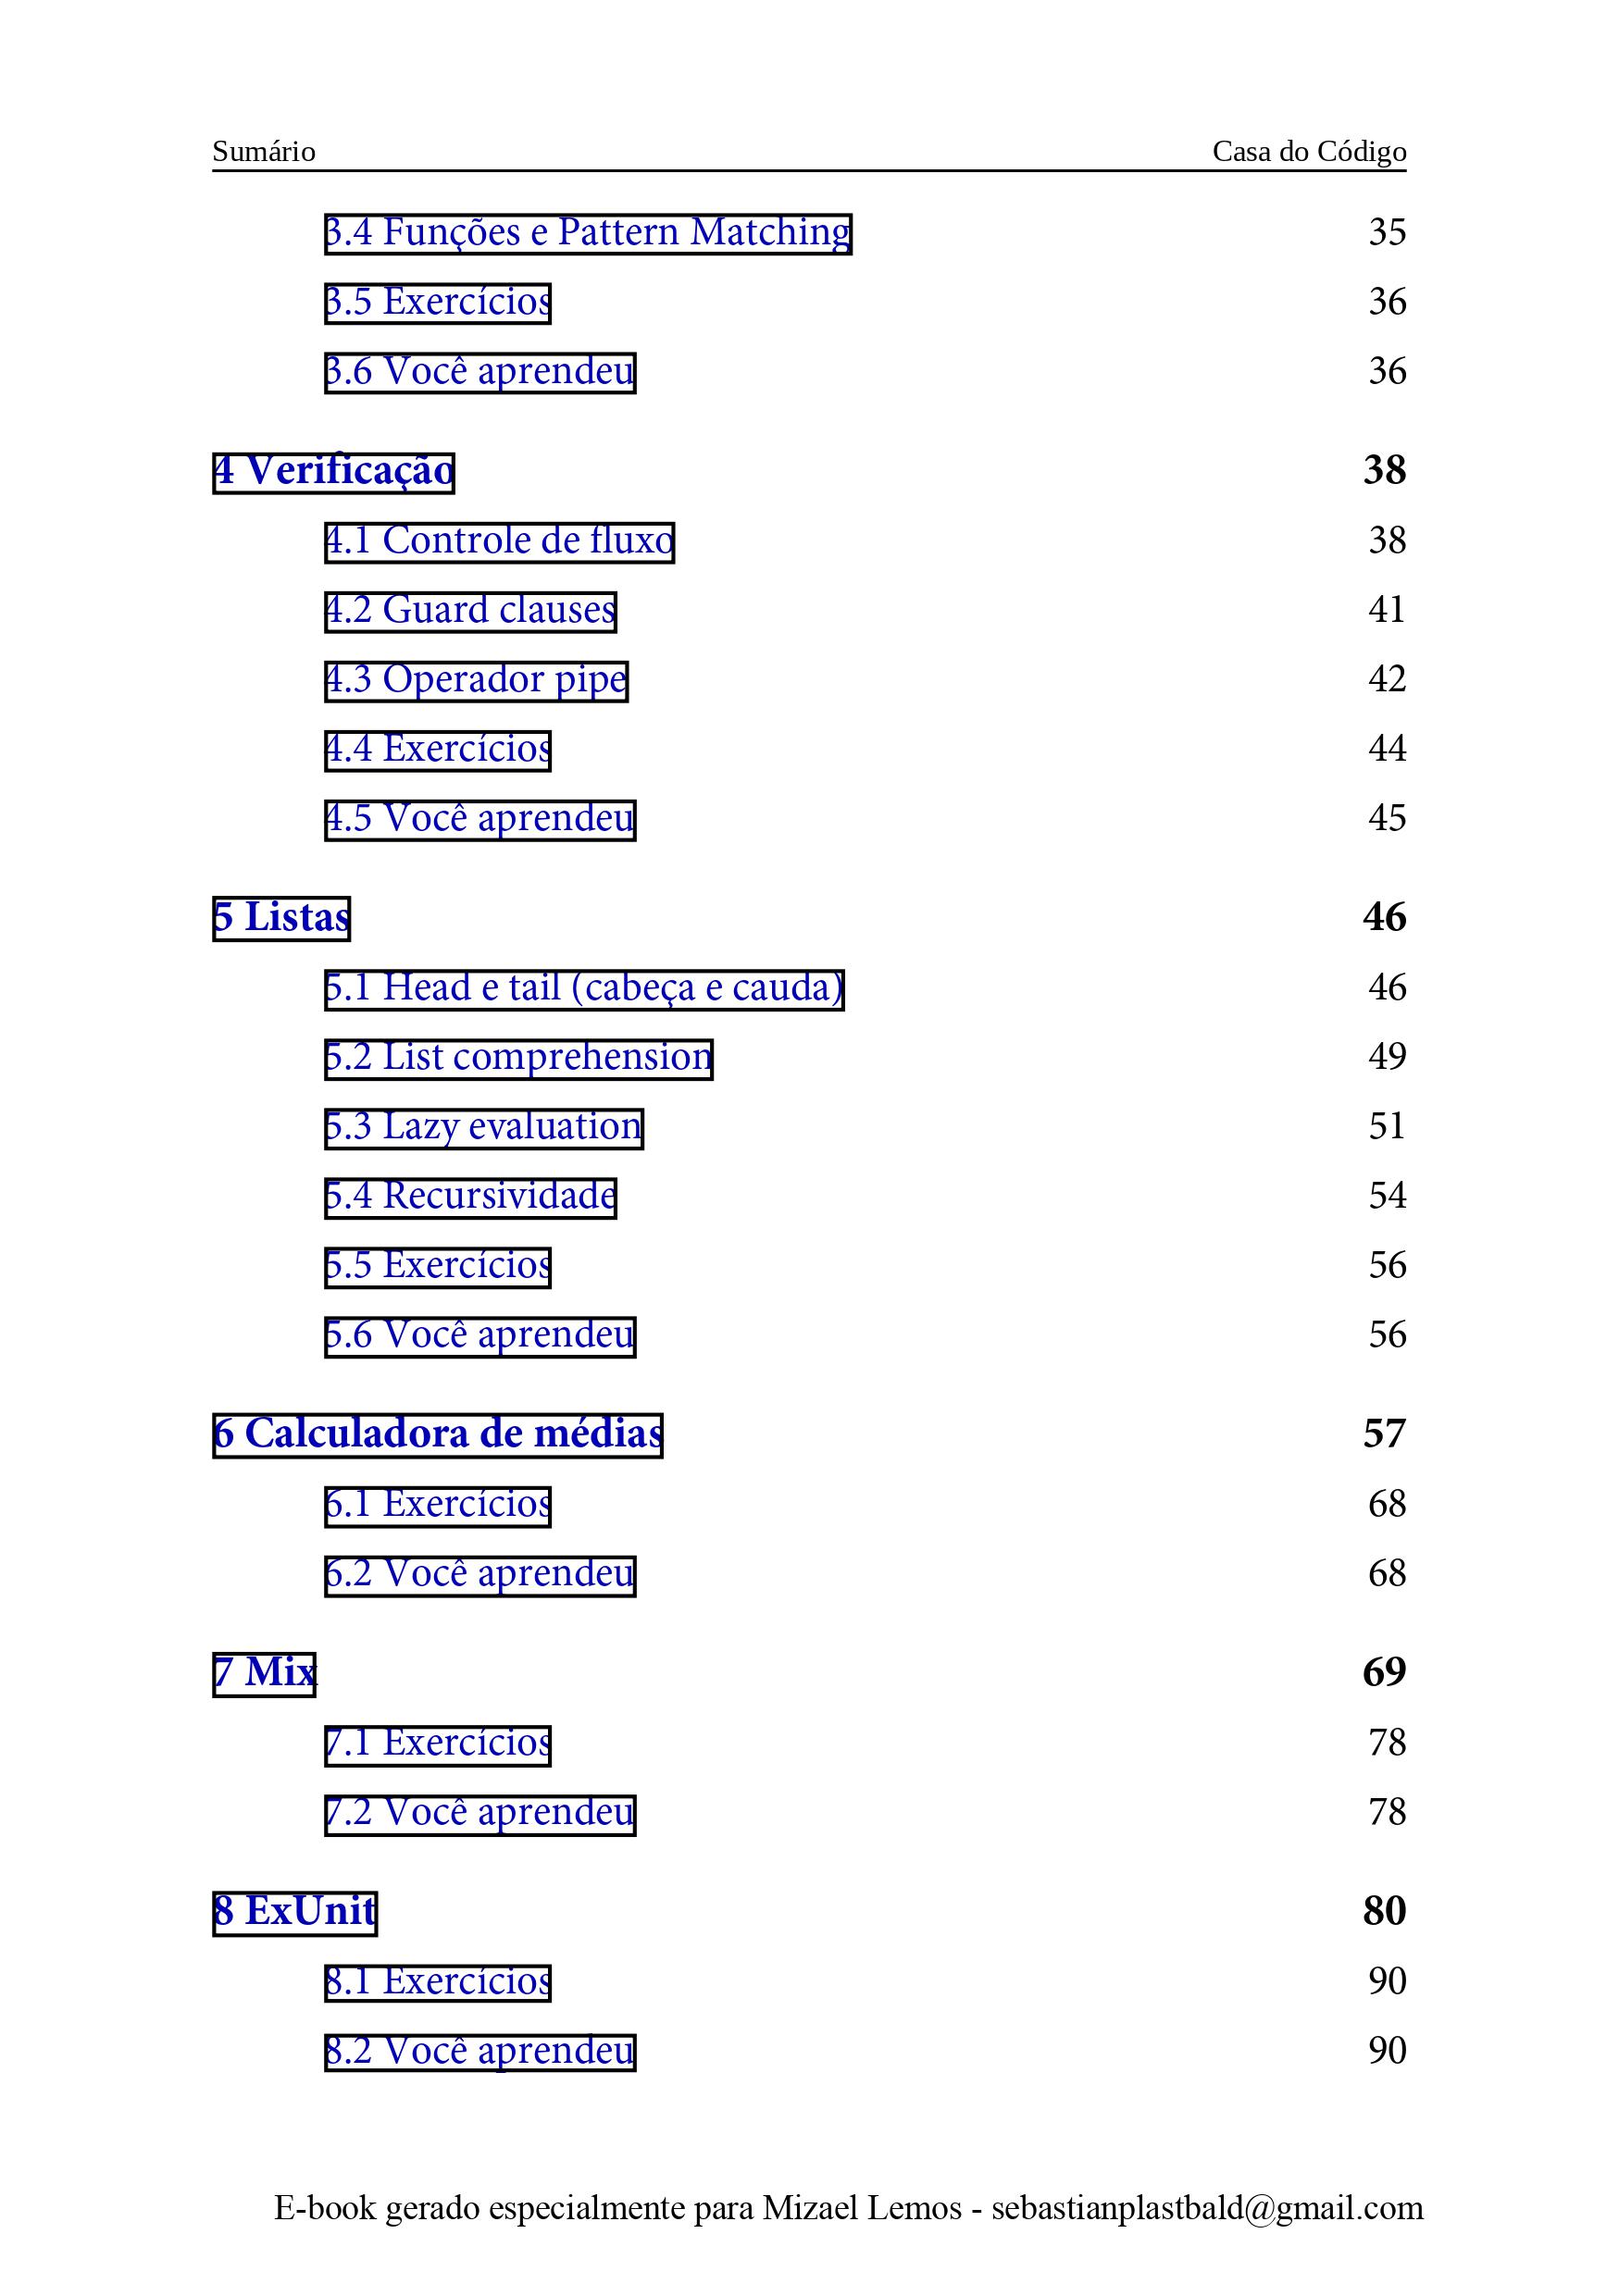 Sumário Casa do Código
3.4 Funções e Pattern Matching 35
3.5 Exercícios 36
3.6 Você aprendeu 36
4 Verificação 38
4.1 Controle de fluxo 38
4.2 Guard clauses 41
4.3 Operador pipe 42
4.4 Exercícios 44
4.5 Você aprendeu 45
5 Listas 46
5.1 Head e tail (cabeça e cauda) 46
5.2 List comprehension 49
5.3 Lazy evaluation 51
5.4 Recursividade 54
5.5 Exercícios 56
5.6 Você aprendeu 56
6 Calculadora de médias 57
6.1 Exercícios 68
6.2 Você aprendeu 68
7 Mix 69
7.1 Exercícios 78
7.2 Você aprendeu 78
8 ExUnit 80
8.1 Exercícios 90
8.2 Você aprendeu 90
E-book gerado especialmente para Mizael Lemos - sebastianplastbald@gmail.com